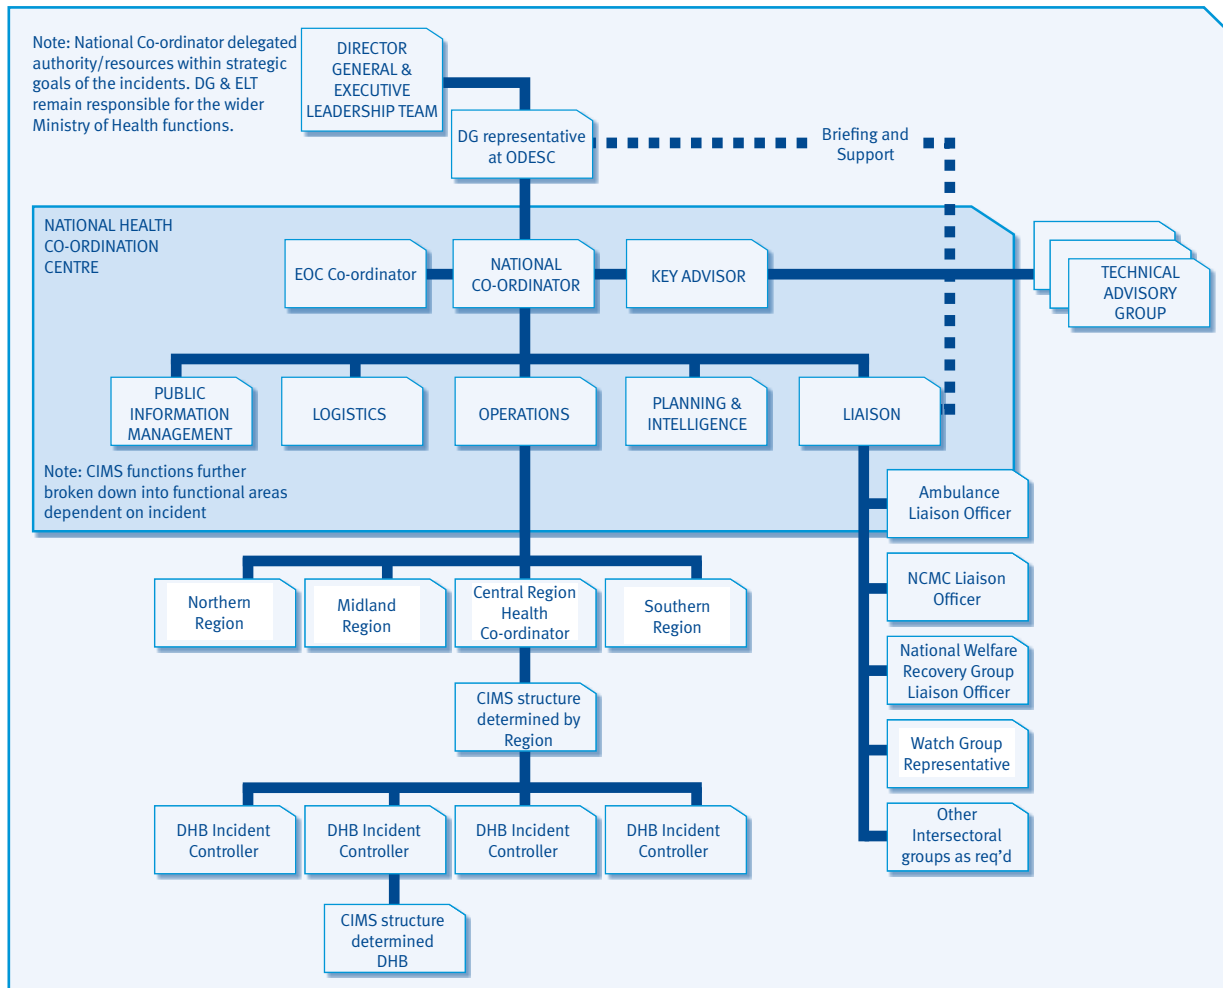 Note: National Co-ordinator delegated
authority/resources within strategic
goals of the incidents. DG & ELT
remain responsible for the wider
Ministry of Health functions.
DIRECTOR
GENERAL &
EXECUTIVE
LEADERSHIP TEAM
DG representative
at ODESC
Briefing and
Support
NATIONAL HEALTH
CO-ORDINATION
CENTRE
EOC Co-ordinator
NATIONAL
CO-ORDINATOR
KEY ADVISOR
TECHNICAL
ADVISORY
GROUP
PUBLIC
INFORMATION
MANAGEMENT
LOGISTICS
OPERATIONS
PLANNING &
INTELLIGENCE
LIAISON
Note: CIMS functions further
broken down into functional areas
dependent on incident
Ambulance
Liaison Officer
NCMC Liaison
Officer
National Welfare
Recovery Group
Liaison Officer
Watch Group
Representative
Other
Intersectoral
groups as req’d
Northern
Region
Midland
Region
Central Region
Health
Co-ordinator
Southern
Region
CIMS structure
determined by
Region
DHB Incident
Controller
DHB Incident
Controller
DHB Incident
Controller
DHB Incident
Controller
CIMS structure
determined
DHB